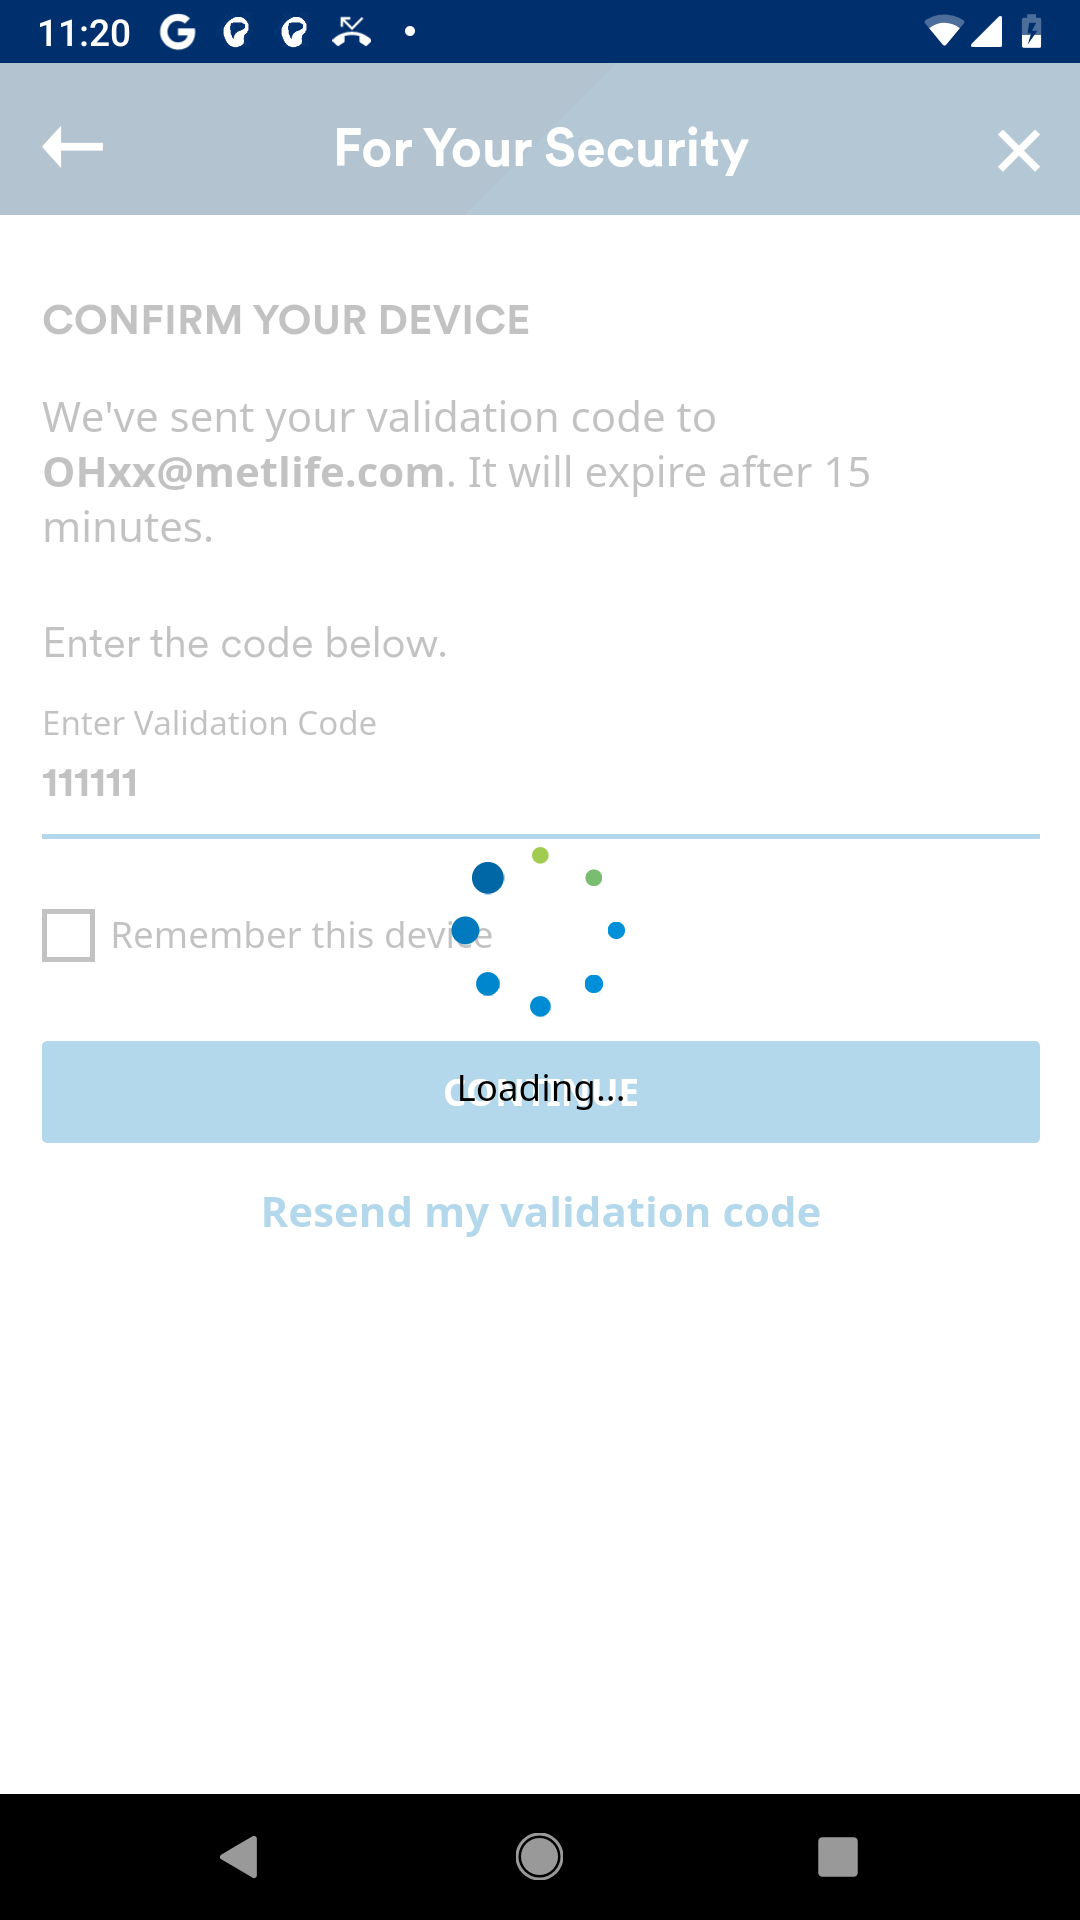 11:20
For Your Security
CONFIRM YOUR DEVICE
We've sent your validation code to
OHxx@metlife.com. It will expire after 15
minutes.
Enter the code below.
Enter Validation Code
111111
Remember this device
CONTINUE
Loading...
Resend my validation code